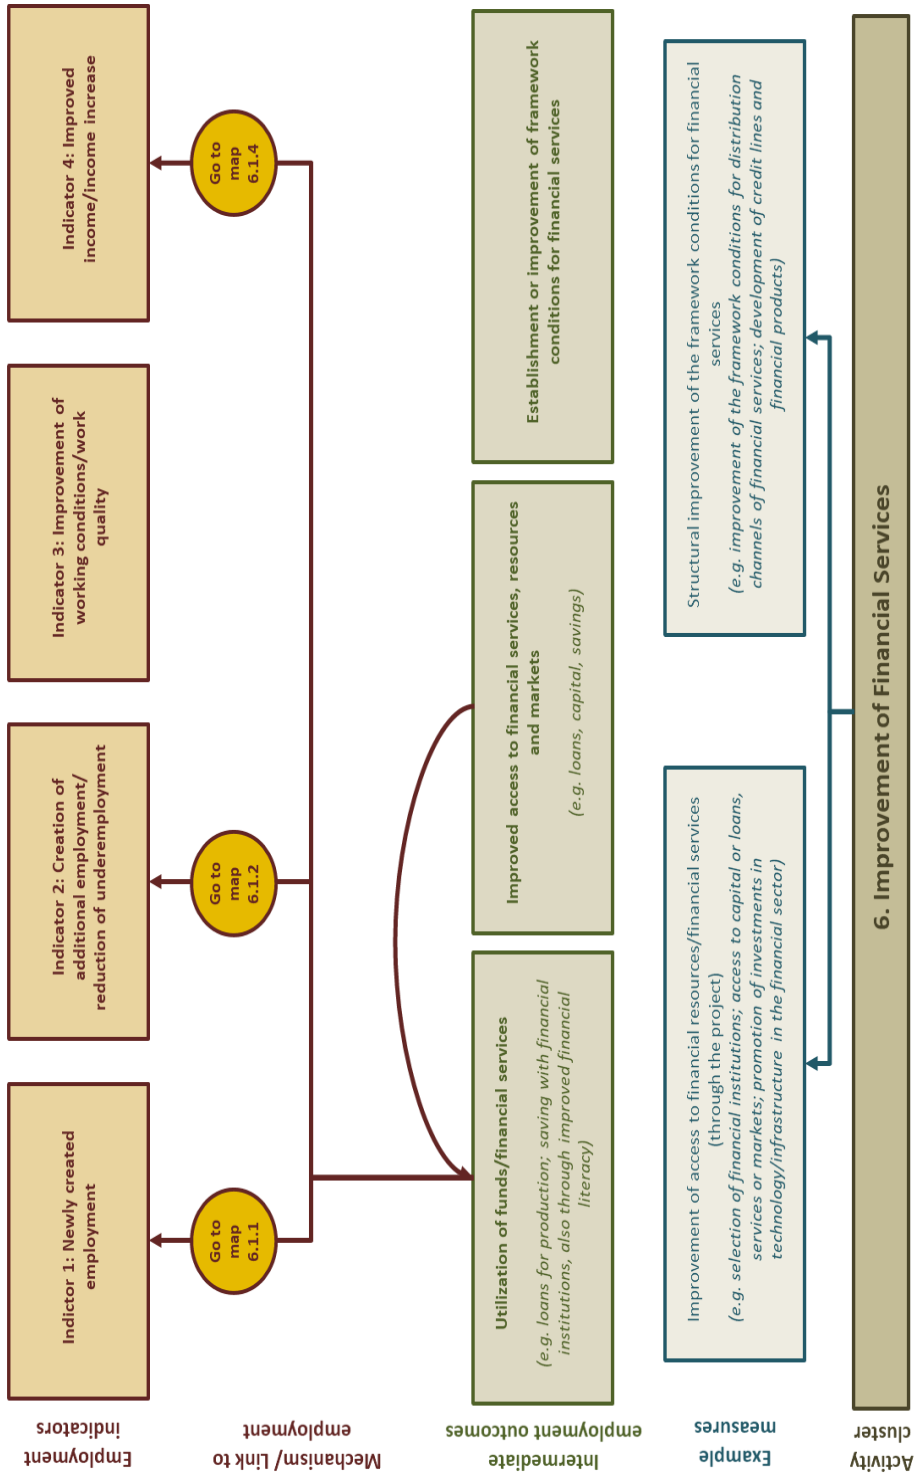 Employment
indicators
Indictor 1: Newly created
employment
Indicator 2: Creation of
additional employment/
reduction of underemployment
Indicator 3: Improvement of
working conditions/work
quality
Indicator 4: Improved
income/income increase
Mechanism/ Link to
employment
Go to
map
6.1.1
Go to
map
6.1.2
Go to
map
6.1.4
Intermediate
employment outcomes
Utilization of funds/financial services
(e.g. loans for production; saving with financial
institutions, also through improved financial
literacy)
Improved access to financial services, resources
and markets
(e.g. loans, capital, savings)
Establishment or improvement of framework
conditions for financial services
Example
measures
Improvement of access to financial resources/financial services
(through the project)
(e.g. selection of financial institutions; access to capital or loans,
services or markets; promotion of investments in
technology/infrastructure in the financial sector)
Structural improvement of the framework conditions for financial
services
(e.g. improvement of the framework conditions for distribution
channels of financial services; development of credit lines and
financial products)
Activity
cluster
6. Improvement of Financial Services